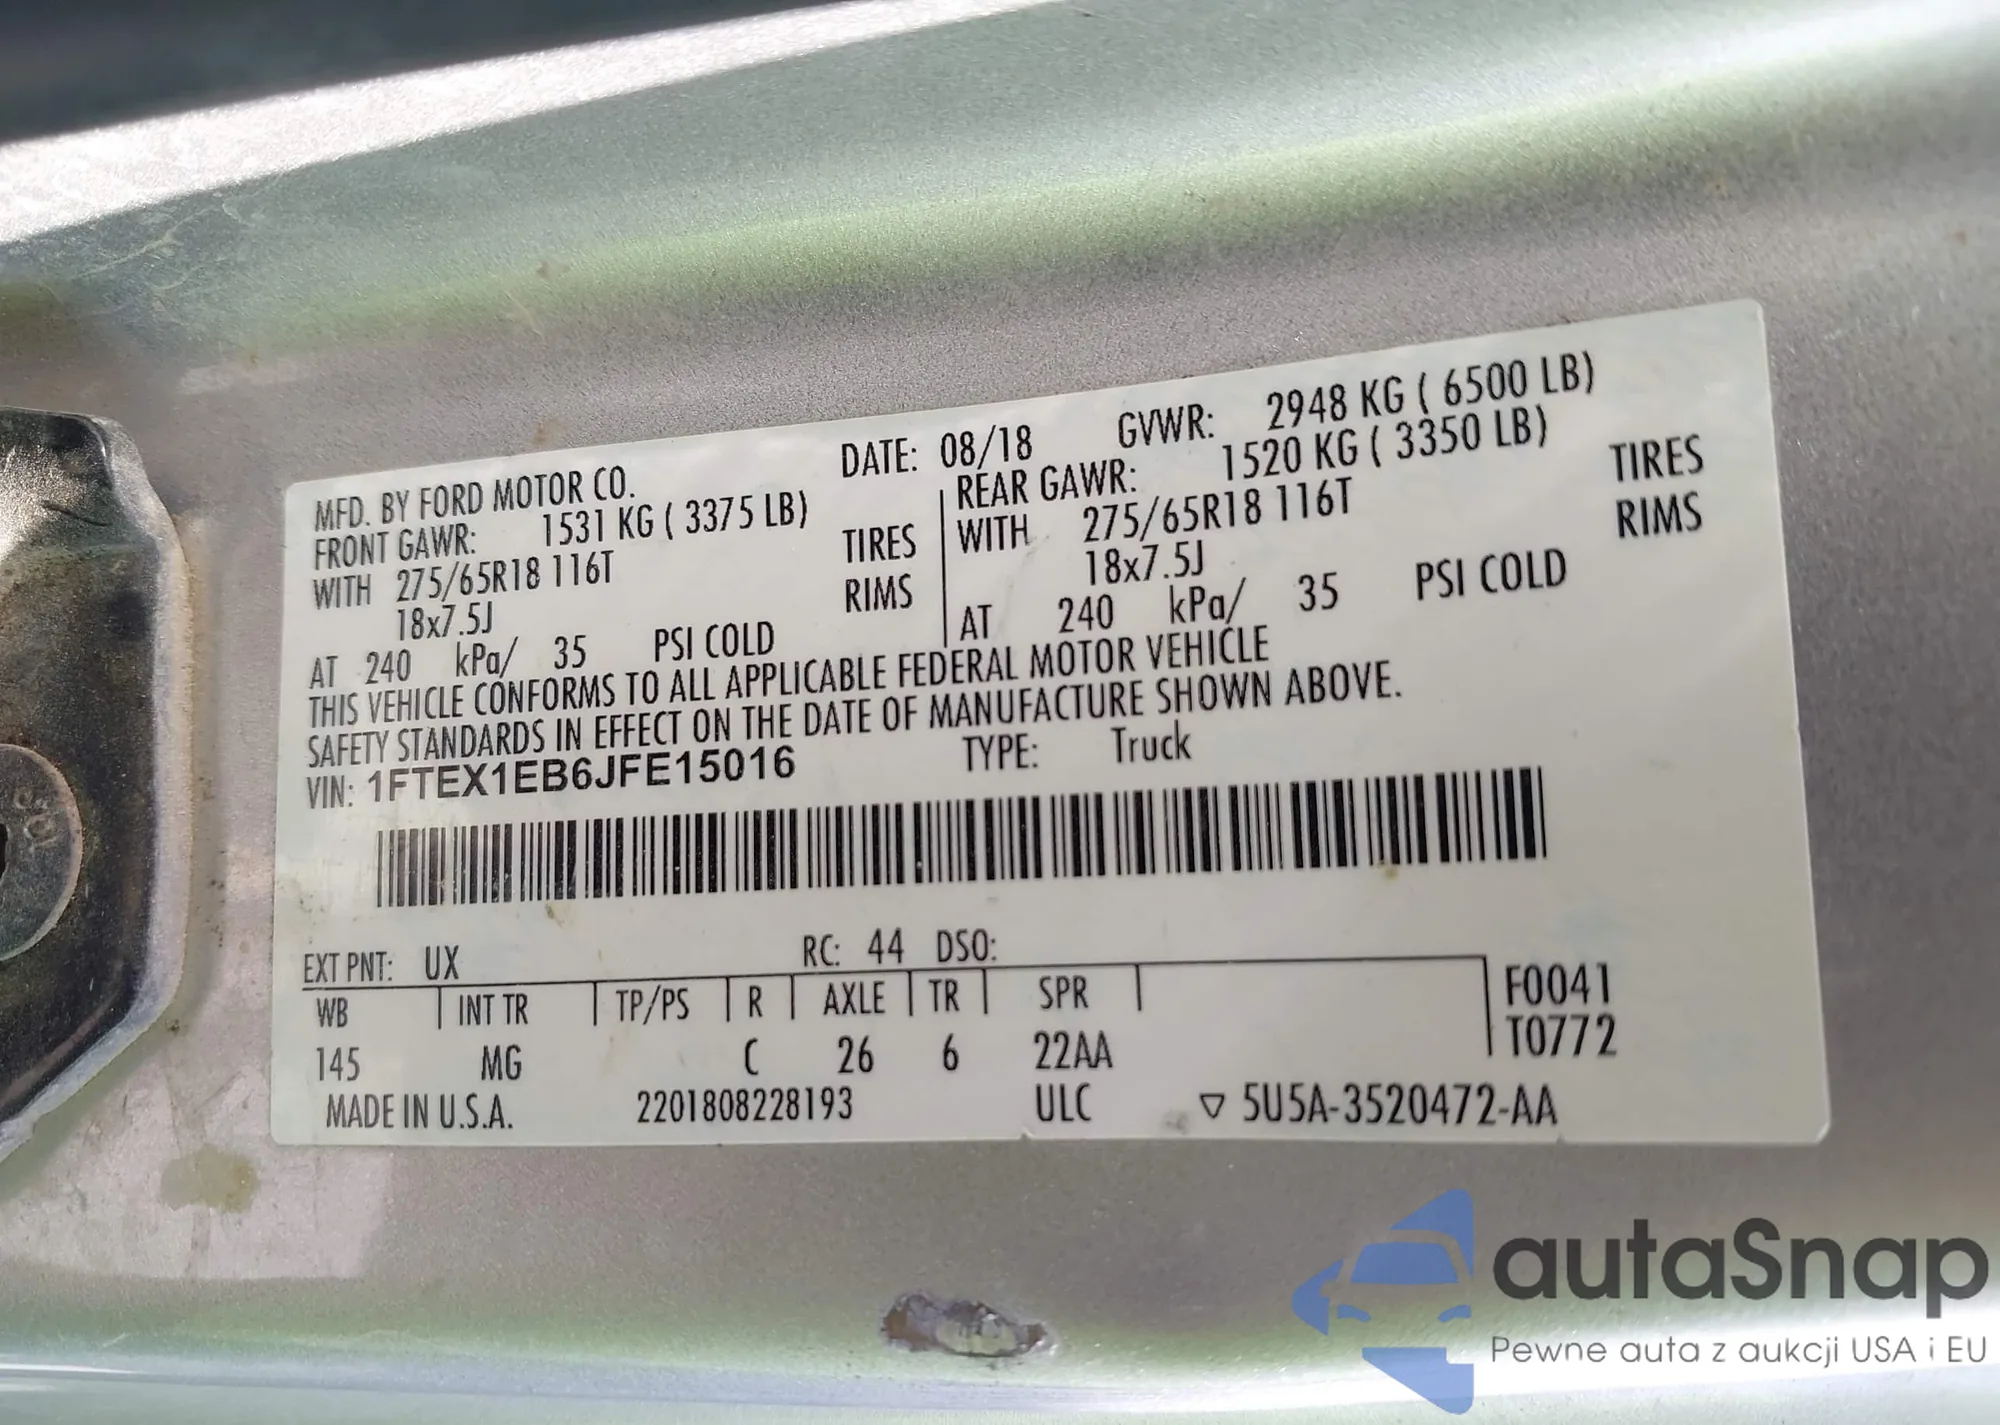 MFD. BY FORD MOTOR CO. DATE: 08/18 GVWR: 2948 KG ( 6500 LB)
FRONT GAWR: 1531 KG ( 3375 LB) REAR GAWR: 1520 KG ( 3350 LB)
WITH 275/65R18 116T TIRES WITH 275/65R18 116T TIRES
18x7.5J RIMS 18x7.5J RIMS
AT 240 kPa/ 35 PSI COLD AT 240 kPa/ 35 PSI COLD
THIS VEHICLE CONFORMS TO ALL APPLICABLE FEDERAL MOTOR VEHICLE
SAFETY STANDARDS IN EFFECT ON THE DATE OF MANUFACTURE SHOWN ABOVE.
VIN: 1FTEX1EB6JFE15016 TYPE: Truck
EXT PNT: UX RC: 44 DSO:
WB INT TR TP/PS R AXLE TR SPR F0041
T0772
145 MG C 26 6 22AA
MADE IN U.S.A. 2201808228193 ULC ▽ 5U5A-3520472-AA
autaSnap
Pewne auta z aukcji USA i EU